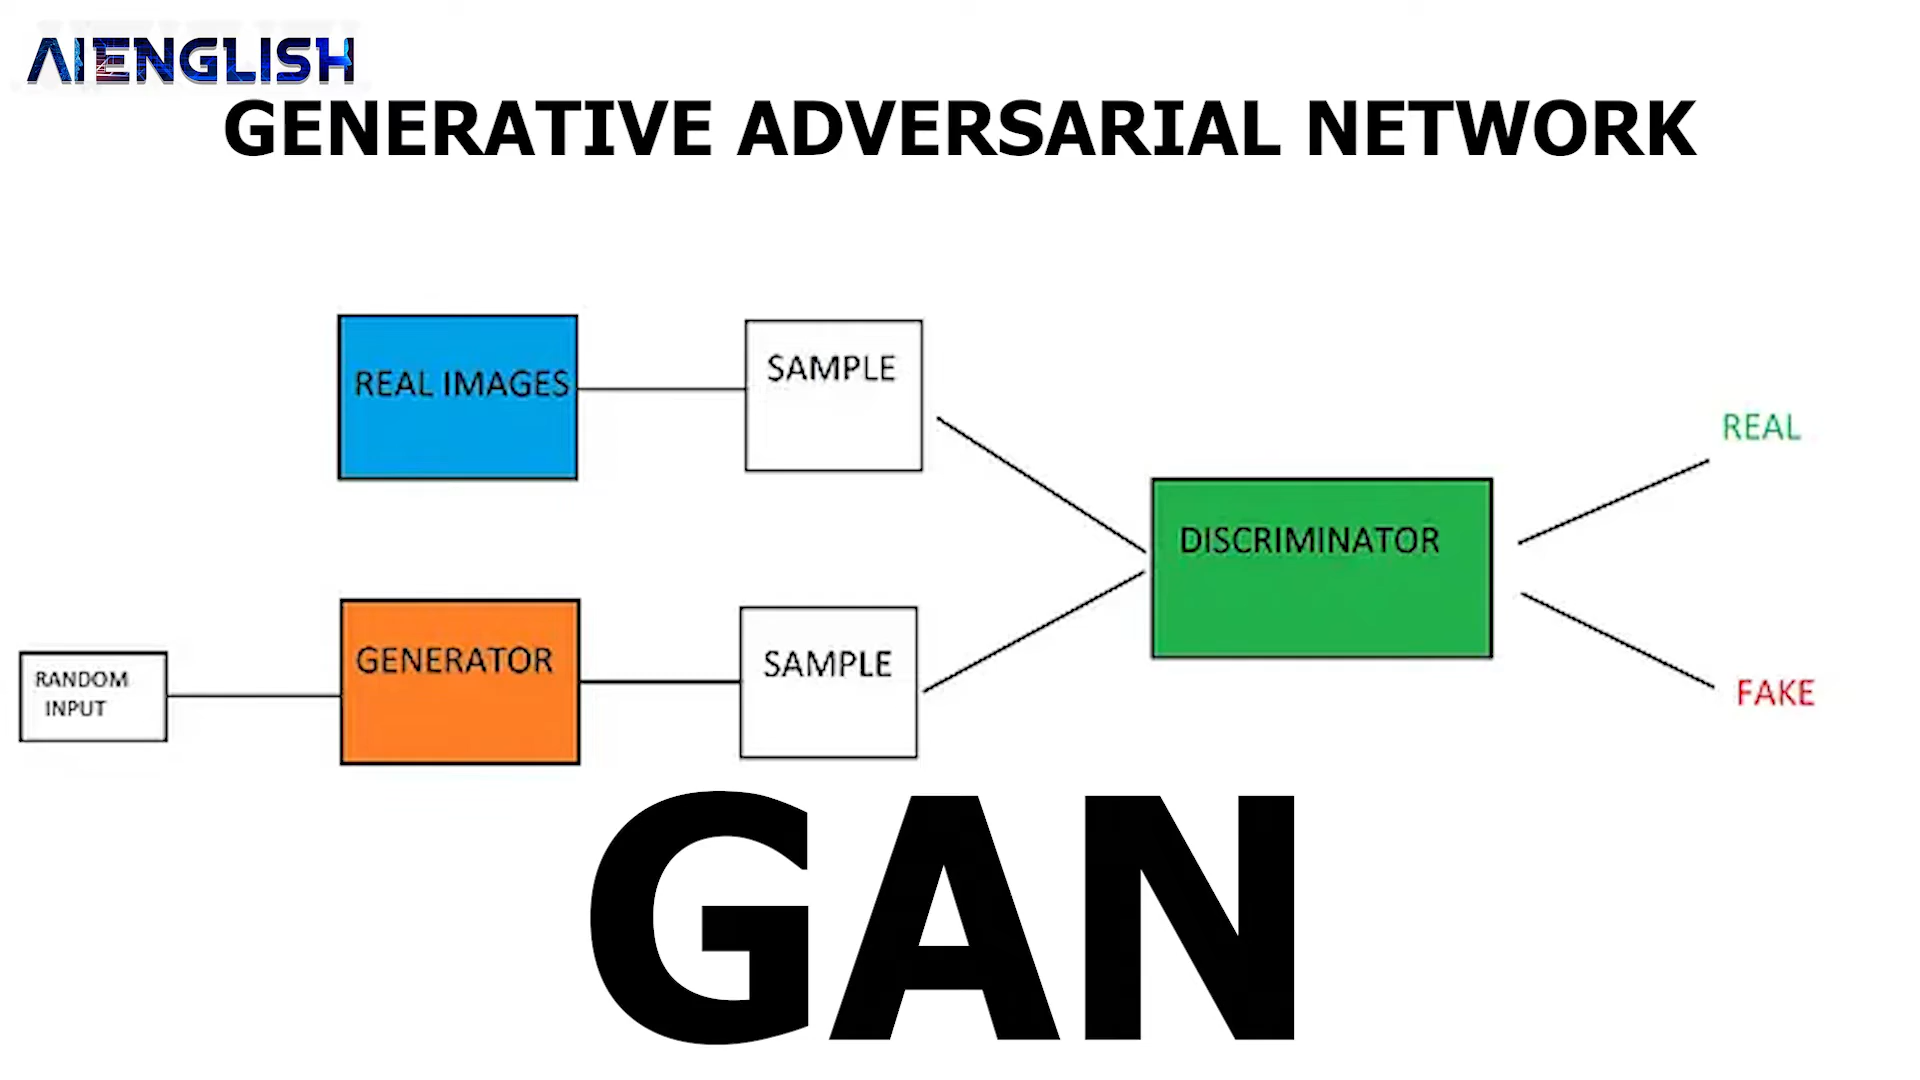 AIENGLISH
GENERATIVE ADVERSARIAL NETWORK
REAL IMAGES
SAMPLE
REAL
DISCRIMINATOR
RANDOM
INPUT
GENERATOR
SAMPLE
FAKE
GAN